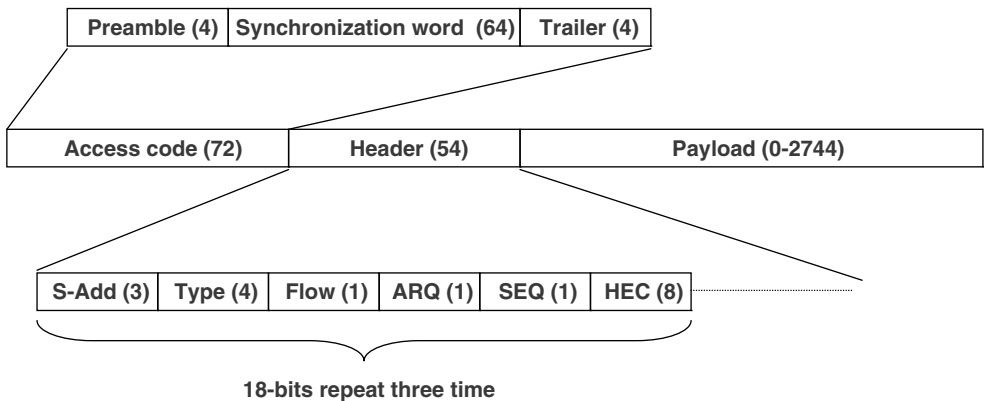 Preamble (4) Synchronization word (64) Trailer (4)
Access code (72) Header (54) Payload (0-2744)
S-Add (3) Type (4) Flow (1) ARQ (1) SEQ (1) HEC (8)
18-bits repeat three time